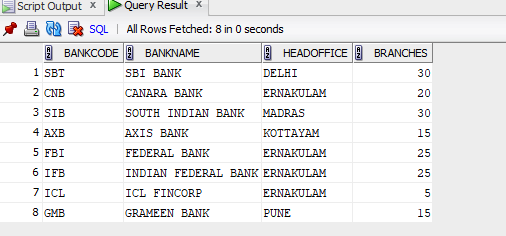 Script Output x Query Result x
SQL | All Rows Fetched: 8 in 0 seconds
BANKCODE BANKNAME HEADOFFICE BRANCHES
1 SBT SBI BANK DELHI 30
2 CNB CANARA BANK ERNAKULAM 20
3 SIB SOUTH INDIAN BANK MADRAS 30
4 AXB AXIS BANK KOTTAYAM 15
5 FBI FEDERAL BANK ERNAKULAM 25
6 IFB INDIAN FEDERAL BANK ERNAKULAM 25
7 ICL ICL FINCORP ERNAKULAM 5
8 GMB GRAMEEN BANK PUNE 15